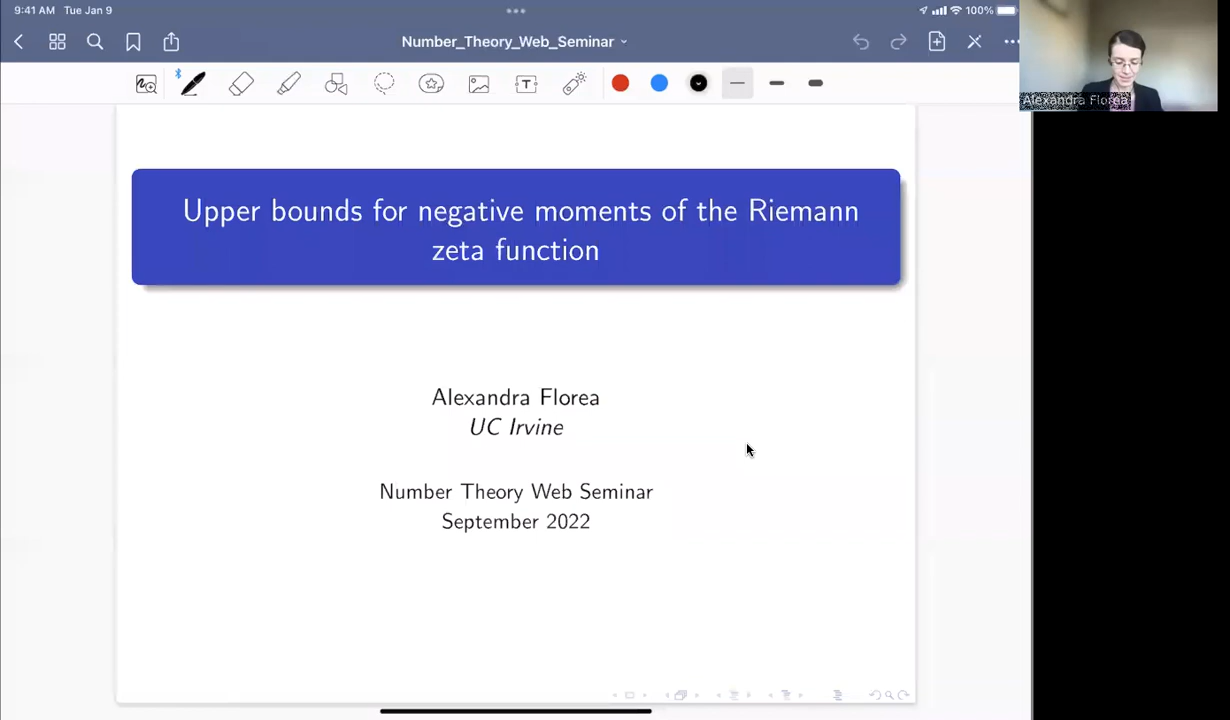 9:41 AM Tue Jan 9
100%
Number_Theory_Web_Seminar
T
Alexandra Florea
Upper bounds for negative moments of the Riemann
zeta function
Alexandra Florea
UC Irvine
Number Theory Web Seminar
September 2022